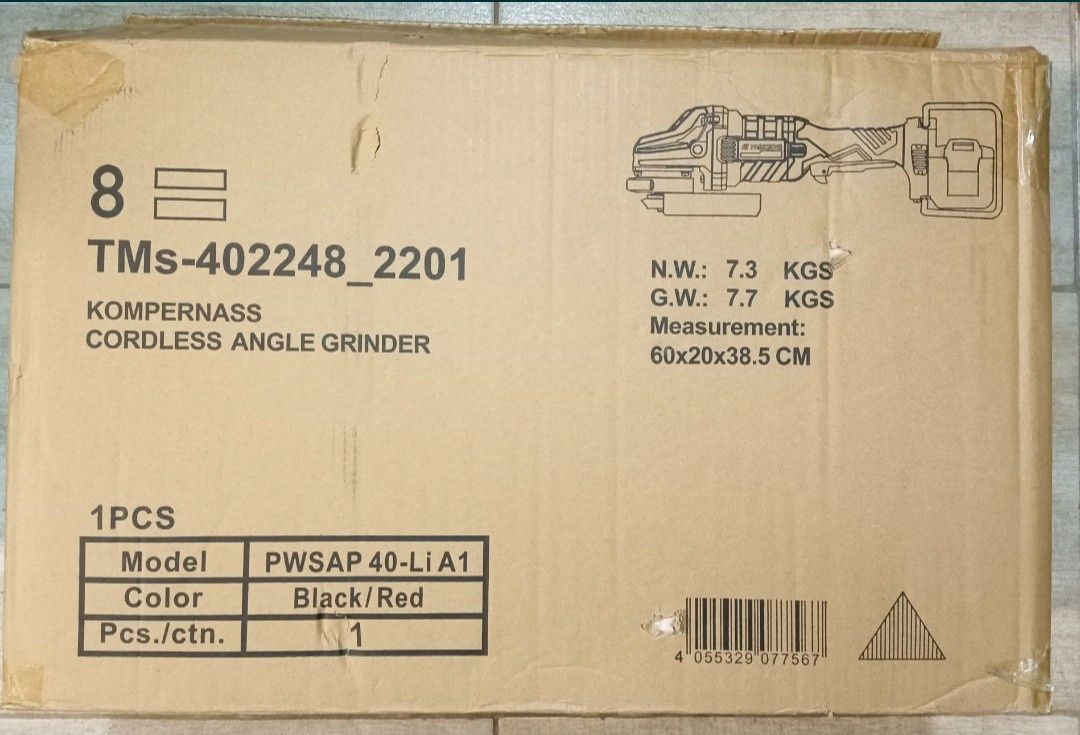 8
TMs-402248_2201
KOMPERNASS
CORDLESS ANGLE GRINDER
N.W.: 7.3 KGS
G.W.: 7.7 KGS
Measurement:
60x20x38.5 CM
1PCS
Model PWSAP 40-Li A1
Color Black/Red
Pcs./ctn. 1
4 055329 077567